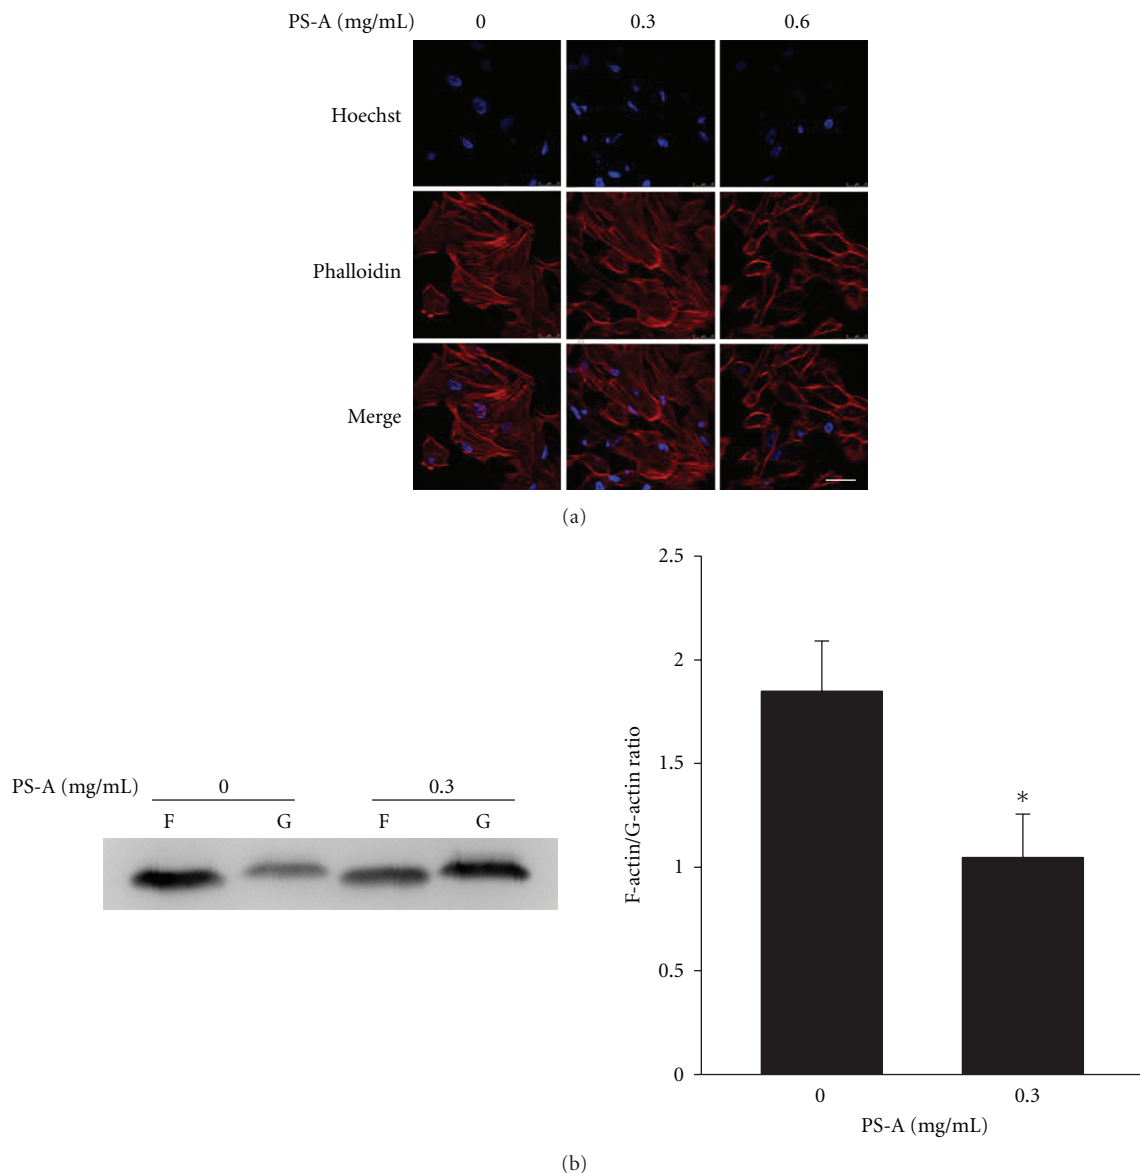 PS-A (mg/mL) 0 0.3 0.6
Hoechst
Phalloidin
Merge
(a)
PS-A (mg/mL) 0 0.3
F G F G
2.5
2
1.5
1
0.5
0
F-actin/G-actin ratio
*
0 0.3
PS-A (mg/mL)
(b)